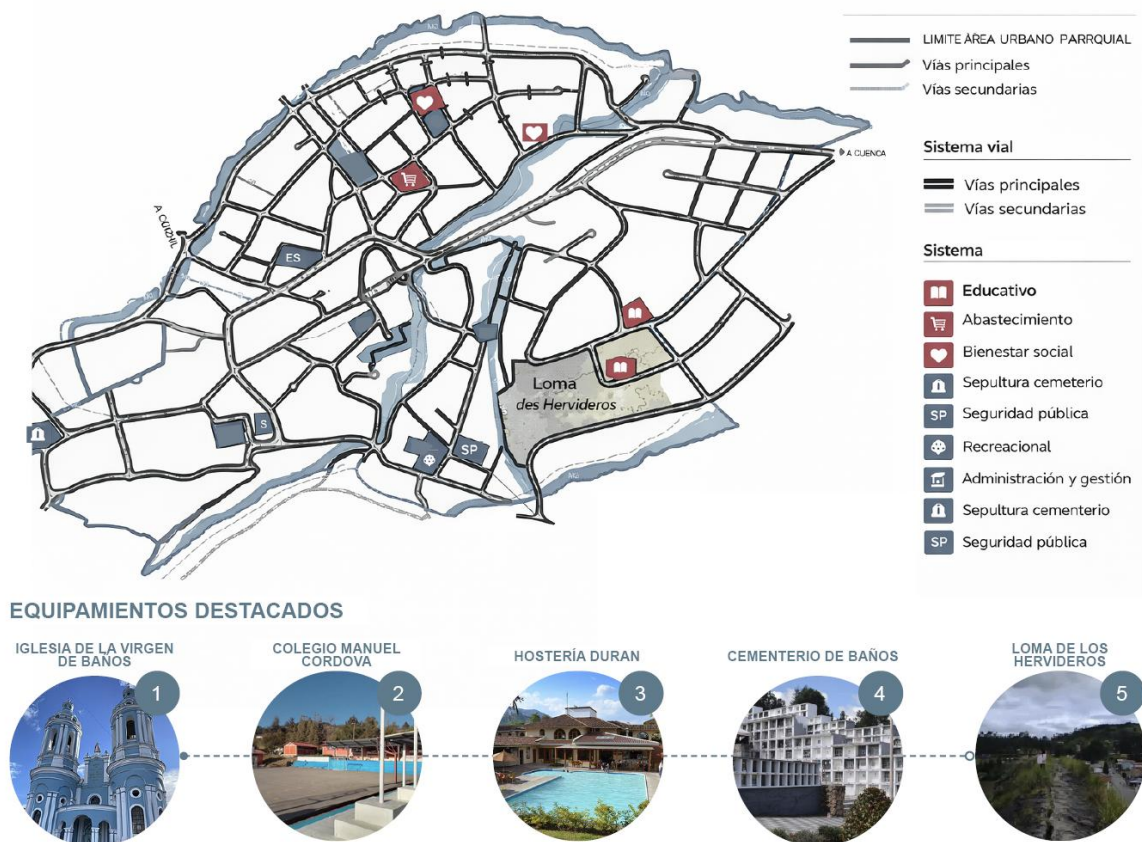 LIMITE ÁREA URBANO PARRQUIAL
Vías principales
Vías secundarias
A CUENCA
Sistema vial
Vías principales
Vías secundarias
Sistema
Educativo
Abastecimiento
Bienestar social
Sepultura cemeterio
SP Seguridad pública
Recreacional
Administración y gestión
Sepultura cementerio
SP Seguridad pública
ES
Loma
des Hervideros
S
SP
EQUIPAMIENTOS DESTACADOS
IGLESIA DE LA VIRGEN
DE BAÑOS
1
COLEGIO MANUEL
CORDOVA
2
HOSTERÍA DURAN
3
CEMENTERIO DE BAÑOS
4
LOMA DE LOS
HERVIDEROS
5